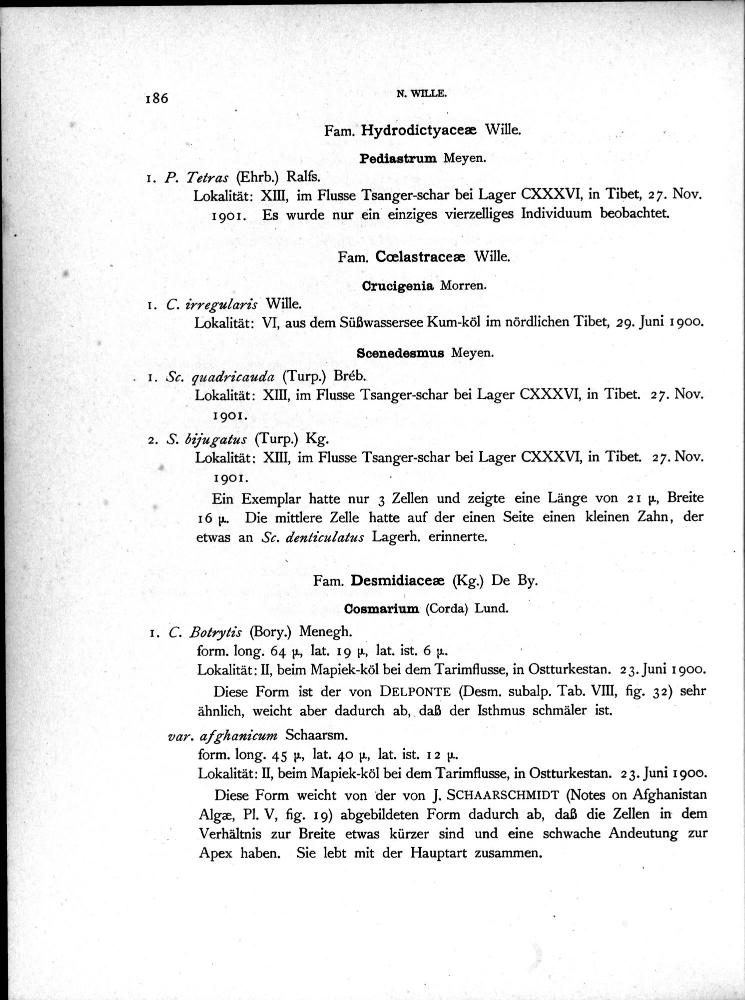 186
N. WILLE.
Fam. Hydrodictyaceæ Wille.
Pediastrum Meyen.
1. P. Tetras (Ehrb.) Ralfs.
Lokalität: XIII, im Flusse Tsanger-schar bei Lager CXXXVI, in Tibet, 27. Nov.
1901. Es wurde nur ein einziges vierzelliges Individuum beobachtet.
Fam. Cœlastraceæ Wille.
Crucigenia Morren.
1. C. irregularis Wille.
Lokalität: VI, aus dem Süßwassersee Kum-köl im nördlichen Tibet, 29. Juni 1900.
Scenedesmus Meyen.
1. Sc. quadricauda (Turp.) Bréb.
Lokalität: XIII, im Flusse Tsanger-schar bei Lager CXXXVI, in Tibet. 27. Nov.
1901.
2. S. bijugatus (Turp.) Kg.
Lokalität: XIII, im Flusse Tsanger-schar bei Lager CXXXVI, in Tibet. 27. Nov.
1901.
Ein Exemplar hatte nur 3 Zellen und zeigte eine Länge von 21 μ, Breite
16 μ. Die mittlere Zelle hatte auf der einen Seite einen kleinen Zahn, der
etwas an Sc. denticulatus Lagerh. erinnerte.
Fam. Desmidiaceæ (Kg.) De By.
Cosmarium (Corda) Lund.
1. C. Botrytis (Bory.) Menegh.
form. long. 64 μ, lat. 19 μ, lat. ist. 6 μ.
Lokalität: II, beim Mapiek-köl bei dem Tarimflusse, in Ostturkestan. 23. Juni 1900.
Diese Form ist der von DELPONTE (Desm. subalp. Tab. VIII, fig. 32) sehr
ähnlich, weicht aber dadurch ab, daß der Isthmus schmäler ist.
var. afghanicum Schaarsm.
form. long. 45 μ, lat. 40 μ, lat. ist. 12 μ.
Lokalität: II, beim Mapiek-köl bei dem Tarimflusse, in Ostturkestan. 23. Juni 1900.
Diese Form weicht von der von J. SCHAARSCHMIDT (Notes on Afghanistan
Algæ, Pl. V, fig. 19) abgebildeten Form dadurch ab, daß die Zellen in dem
Verhältnis zur Breite etwas kürzer sind und eine schwache Andeutung zur
Apex haben. Sie lebt mit der Hauptart zusammen.